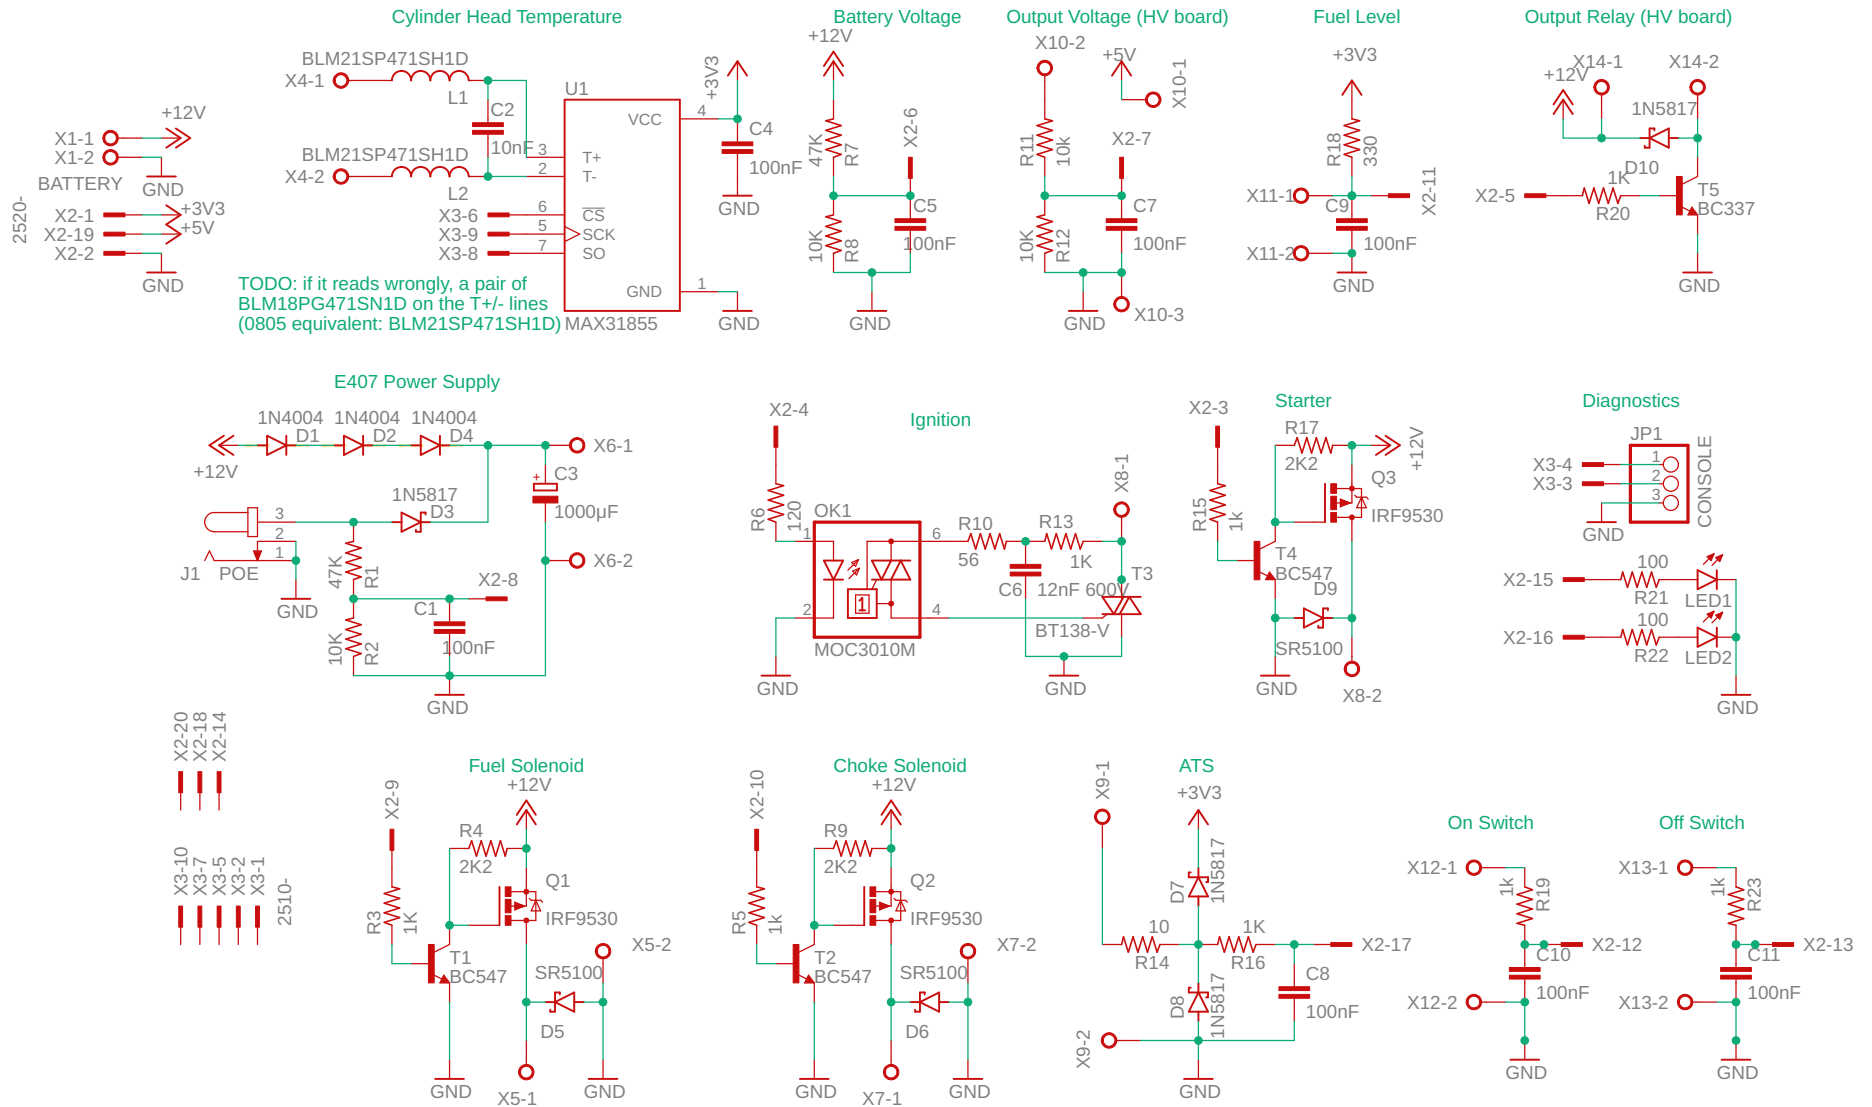 Cylinder Head Temperature
BLM21SP471SH1D
X4-1
L1
C2
10nF
BLM21SP471SH1D
X4-2
L2
U1
VCC
4
+3V3
C4
100nF
GND
3
T+
2
T-
X3-6
6
CS
X3-9
5
SCK
X3-8
7
SO
GND
1
GND
MAX31855
TODO: if it reads wrongly, a pair of
BLM18PG471SN1D on the T+/- lines
(0805 equivalent: BLM21SP471SH1D)
X1-1
+12V
X1-2
BATTERY
GND
2520-
X2-1
+3V3
X2-19
+5V
X2-2
GND
Battery Voltage
+12V
47K
R7
X2-6
10K
R8
C5
100nF
GND
Output Voltage (HV board)
X10-2
+5V
X10-1
R11
10k
X2-7
10K
R12
C7
100nF
GND
X10-3
Fuel Level
+3V3
R18
330
X11-1
X2-11
C9
100nF
X11-2
GND
Output Relay (HV board)
X14-1
X14-2
+12V
1N5817
D10
X2-5
1K
R20
T5
BC337
GND
E407 Power Supply
1N4004
1N4004
1N4004
D1
D2
D4
+12V
X6-1
C3
+
1000µF
1N5817
D3
3
2
1
J1
POE
GND
47K
R1
X6-2
X2-8
C1
100nF
10K
R2
GND
Ignition
X2-4
R6
120
OK1
1
2
6
4
1
MOC3010M
GND
R10
56
R13
1K
X8-1
C6
12nF 600V
T3
BT138-V
GND
Starter
X2-3
R17
2K2
+12V
Q3
IRF9530
R15
1k
T4
BC547
D9
SR5100
GND
X8-2
Diagnostics
JP1
X3-4
1
X3-3
2
3
CONSOLE
GND
X2-15
100
R21
LED1
X2-16
100
R22
LED2
GND
X2-20
X2-18
X2-14
X3-10
X3-7
X3-5
X3-2
X3-1
2510-
Fuel Solenoid
+12V
X2-9
R4
2K2
Q1
IRF9530
R3
1K
T1
BC547
SR5100
D5
X5-2
GND
X5-1
GND
Choke Solenoid
+12V
X2-10
R9
2K2
Q2
IRF9530
R5
1k
T2
BC547
SR5100
D6
X7-2
GND
X7-1
GND
ATS
X9-1
+3V3
D7
1N5817
10
R14
1K
R16
X2-17
D8
1N5817
C8
100nF
X9-2
GND
On Switch
X12-1
1k
R19
X2-12
C10
100nF
X12-2
GND
Off Switch
X13-1
1k
R23
X2-13
C11
100nF
X13-2
GND